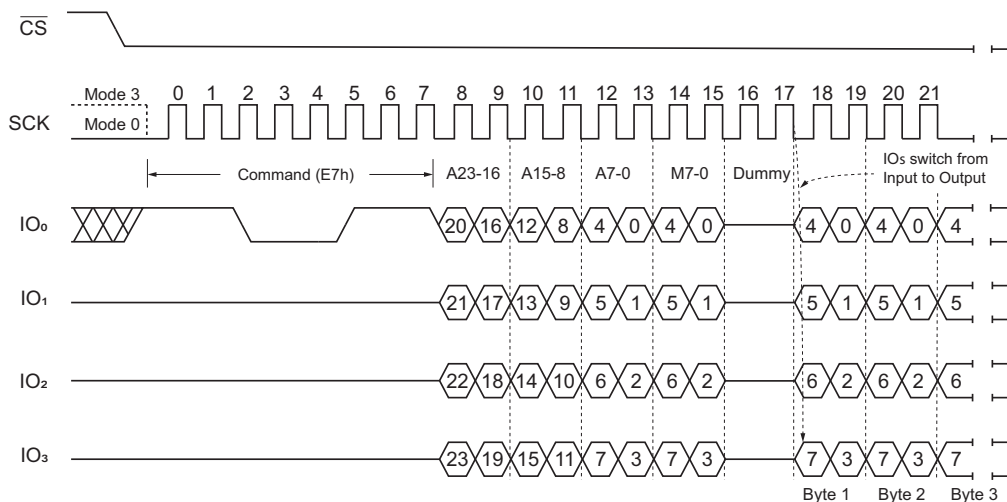 CS
Mode 3
0 1 2 3 4 5 6 7 8 9 10 11 12 13 14 15 16 17 18 19 20 21
SCK
Mode 0
Command (E7h) A23-16 A15-8 A7-0 M7-0 Dummy
IOs switch from
Input to Output
IO₀ 20 16 12 8 4 0 4 0 4 0 4 0 4
IO₁ 21 17 13 9 5 1 5 1 5 1 5 1 5
IO₂ 22 18 14 10 6 2 6 2 6 2 6 2 6
IO₃ 23 19 15 11 7 3 7 3 7 3 7 3 7
Byte 1 Byte 2 Byte 3